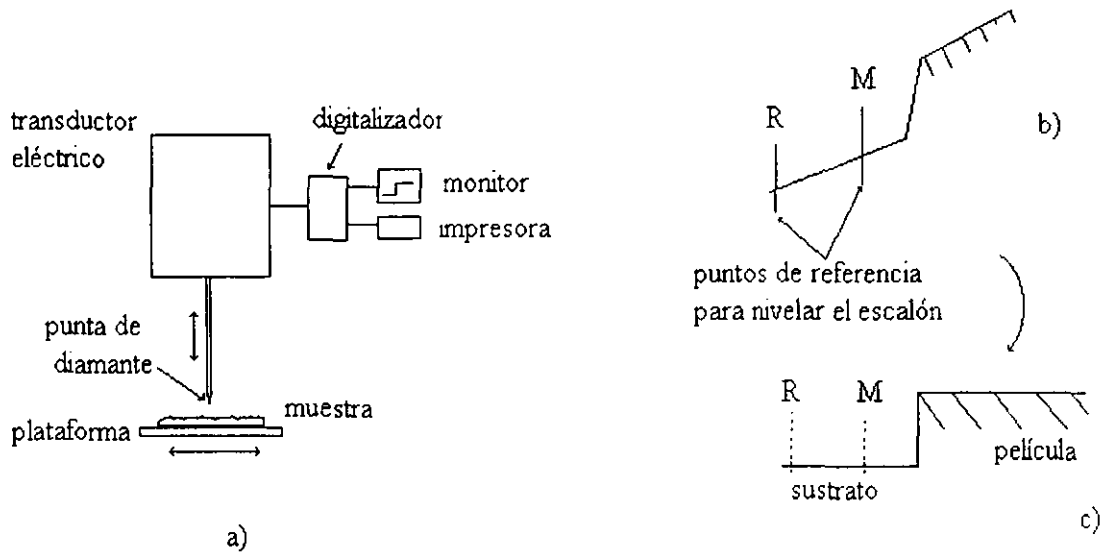 transductor
eléctrico
digitalizador
monitor
impresora
punta de
diamante
muestra
plataforma
a)
R
M
b)
puntos de referencia
para nivelar el escalón
R M
película
sustrato
c)